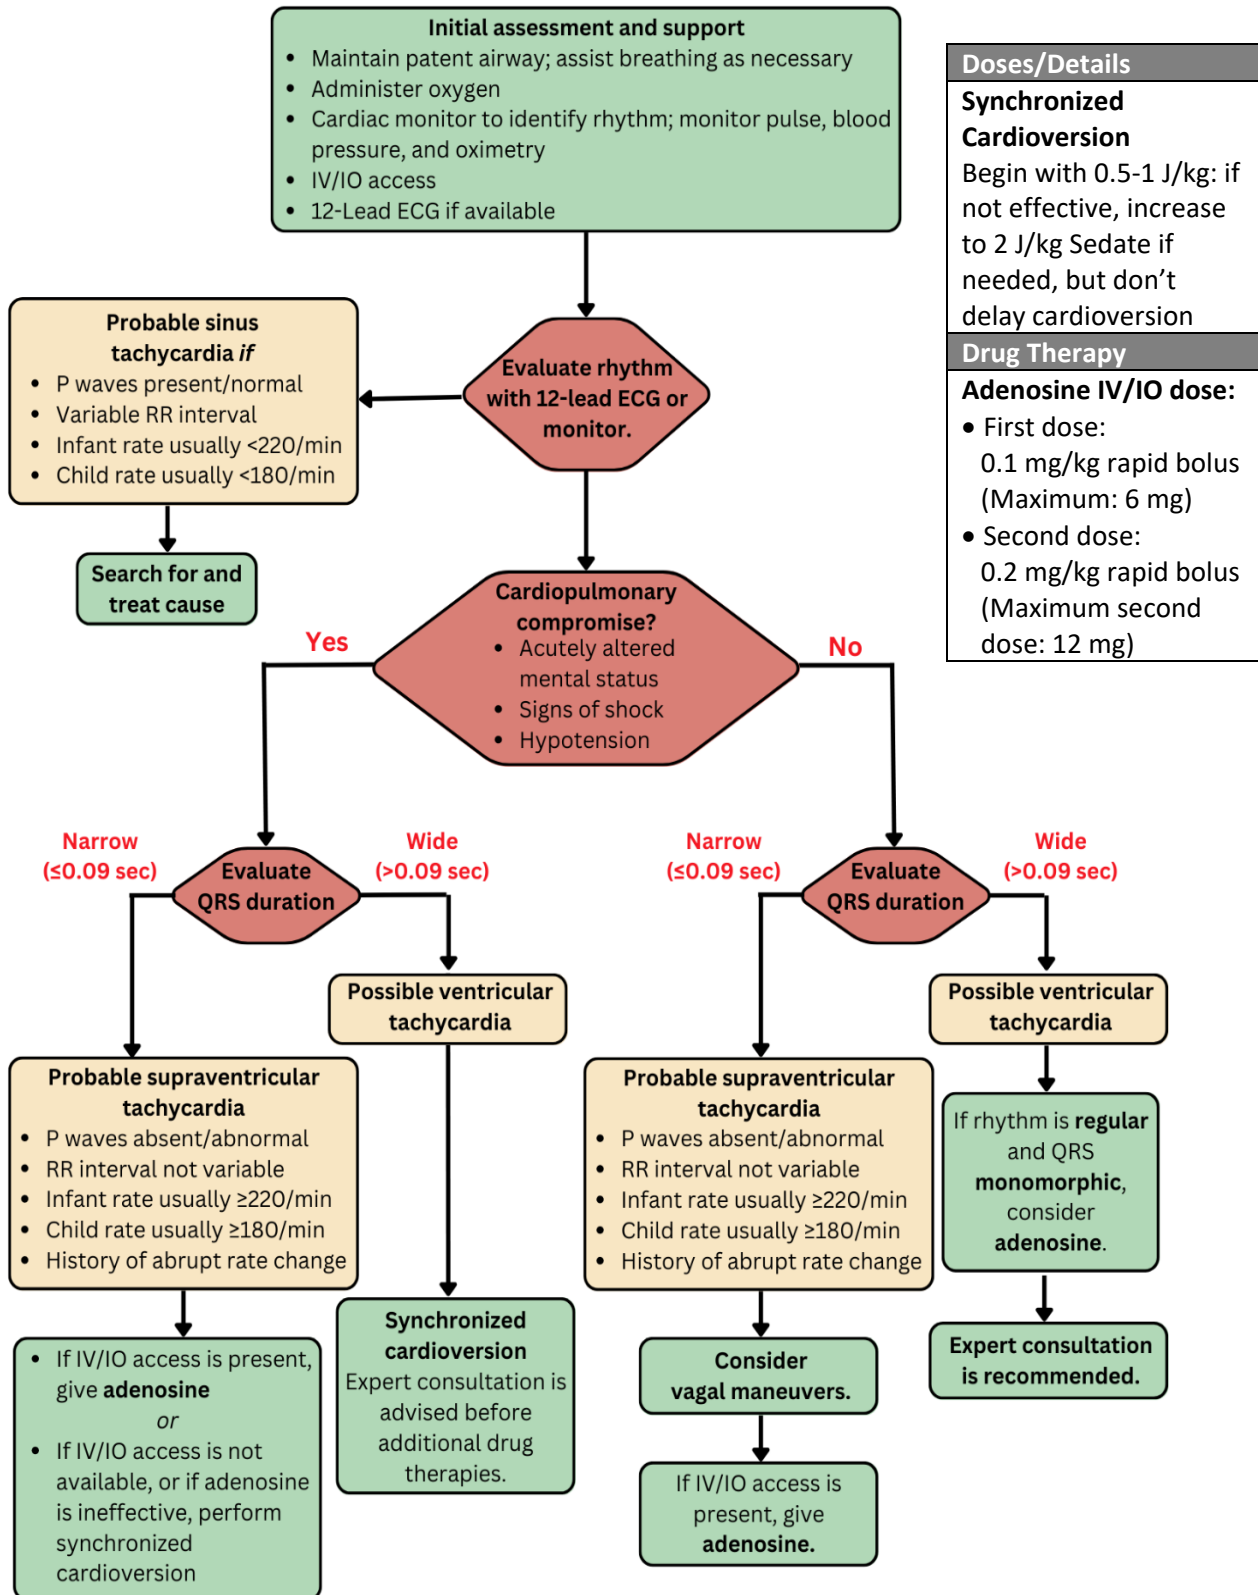 Initial assessment and support
• Maintain patent airway; assist breathing as necessary
• Administer oxygen
• Cardiac monitor to identify rhythm; monitor pulse, blood
pressure, and oximetry
• IV/IO access
• 12-Lead ECG if available
Doses/Details
Synchronized
Cardioversion
Begin with 0.5-1 J/kg: if
not effective, increase
to 2 J/kg Sedate if
needed, but don’t
delay cardioversion
Drug Therapy
Adenosine IV/IO dose:
• First dose:
0.1 mg/kg rapid bolus
(Maximum: 6 mg)
• Second dose:
0.2 mg/kg rapid bolus
(Maximum second
dose: 12 mg)
Probable sinus
tachycardia if
• P waves present/normal
• Variable RR interval
• Infant rate usually <220/min
• Child rate usually <180/min
Evaluate rhythm
with 12-lead ECG or
monitor.
Search for and
treat cause
Cardiopulmonary
compromise?
• Acutely altered
mental status
• Signs of shock
• Hypotension
Yes
No
Narrow
(≤0.09 sec)
Evaluate
QRS duration
Wide
(>0.09 sec)
Narrow
(≤0.09 sec)
Evaluate
QRS duration
Wide
(>0.09 sec)
Possible ventricular
tachycardia
Possible ventricular
tachycardia
Probable supraventricular
tachycardia
• P waves absent/abnormal
• RR interval not variable
• Infant rate usually ≥220/min
• Child rate usually ≥180/min
• History of abrupt rate change
Probable supraventricular
tachycardia
• P waves absent/abnormal
• RR interval not variable
• Infant rate usually ≥220/min
• Child rate usually ≥180/min
• History of abrupt rate change
If rhythm is regular
and QRS
monomorphic,
consider
adenosine.
• If IV/IO access is present,
give adenosine
or
• If IV/IO access is not
available, or if adenosine
is ineffective, perform
synchronized
cardioversion
Synchronized
cardioversion
Expert consultation is
advised before
additional drug
therapies.
Consider
vagal maneuvers.
Expert consultation
is recommended.
If IV/IO access is
present, give
adenosine.